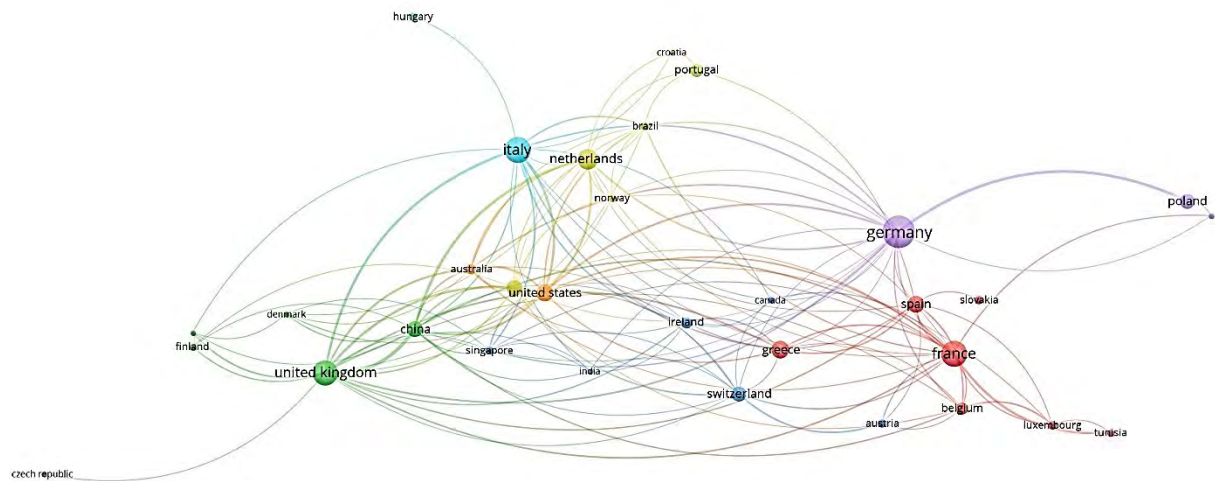 hungary
croatia
portugal
brazil
italy
netherlands
norway
poland
germany
australia
united states
canada
spain
slovakia
denmark
china
ireland
finland
singapore
greece
france
united kingdom
india
switzerland
belgium
austria
luxembourg
tunisia
czech republic